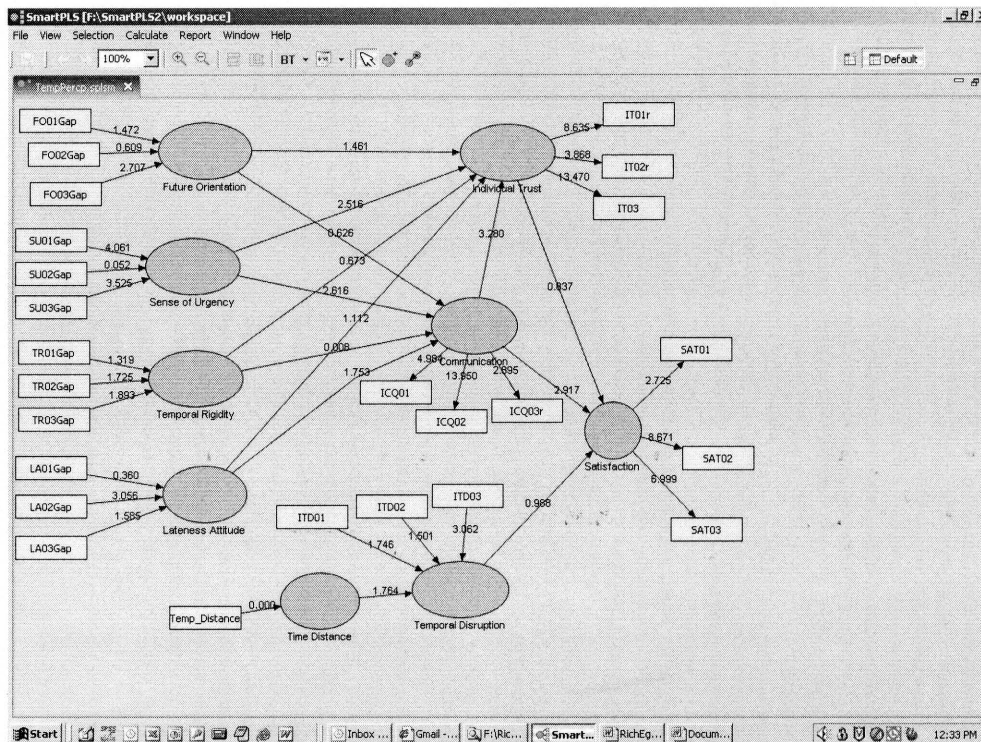 SmartPLS [F:\SmartPLS2\workspace]
File View Selection Calculate Report Window Help
100% BT Default
TempPercp.splsm
FO01Gap
1.472
FO02Gap
0.609
FO03Gap
2.707
Future Orientation
1.461
0.626
SU01Gap
4.061
SU02Gap
0.052
SU03Gap
3.525
Sense of Urgency
2.516
2.616
TR01Gap
1.319
TR02Gap
1.725
TR03Gap
1.893
Temporal Rigidity
0.673
0.008
LA01Gap
0.360
LA02Gap
3.056
LA03Gap
1.585
Lateness Attitude
1.112
1.753
Individual Trust
8.635
IT01r
3.868
IT02r
13.470
IT03
3.280
0.837
Communication
ICQ01
13.950
ICQ02
2.895
ICQ03r
2.917
Satisfaction
2.725
SAT01
8.671
SAT02
6.999
SAT03
ITD01
1.746
ITD02
1.501
ITD03
3.062
Temp_Distance
0.000
Time Distance
1.764
Temporal Disruption
0.988
Start Inbox ... Gmail -... F:\Ric... Smart... RichEg... Docum... 12:33 PM